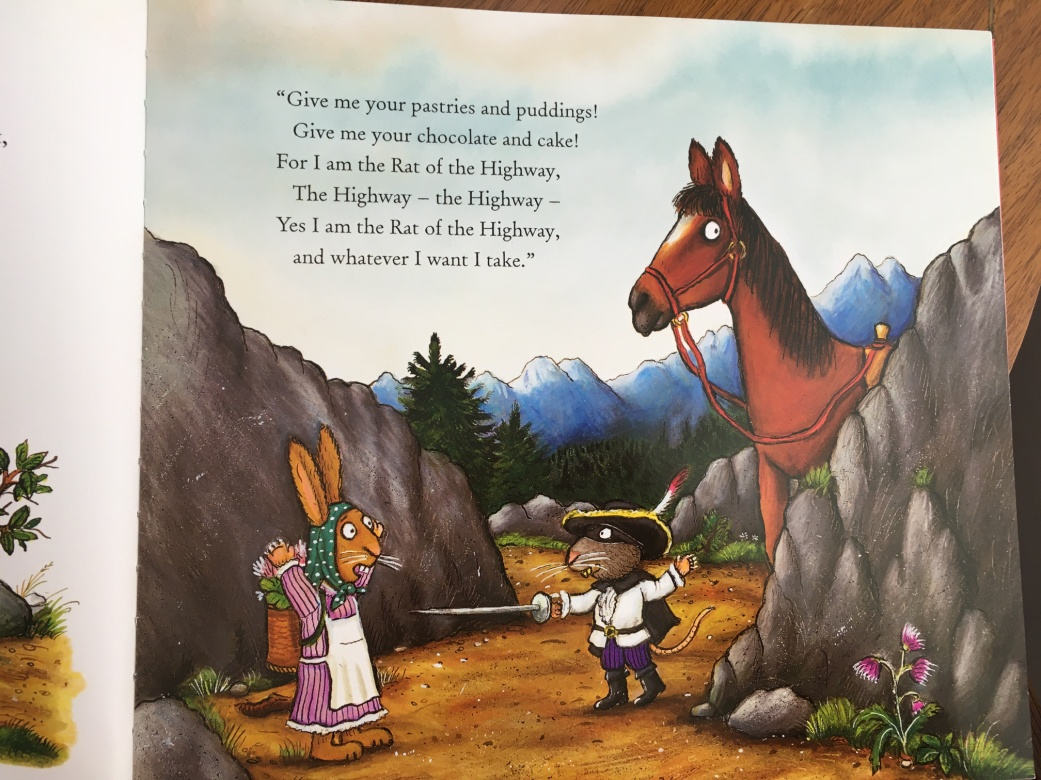 “Give me your pastries and puddings!
Give me your chocolate and cake!
For I am the Rat of the Highway,
The Highway – the Highway –
Yes I am the Rat of the Highway,
and whatever I want I take.”